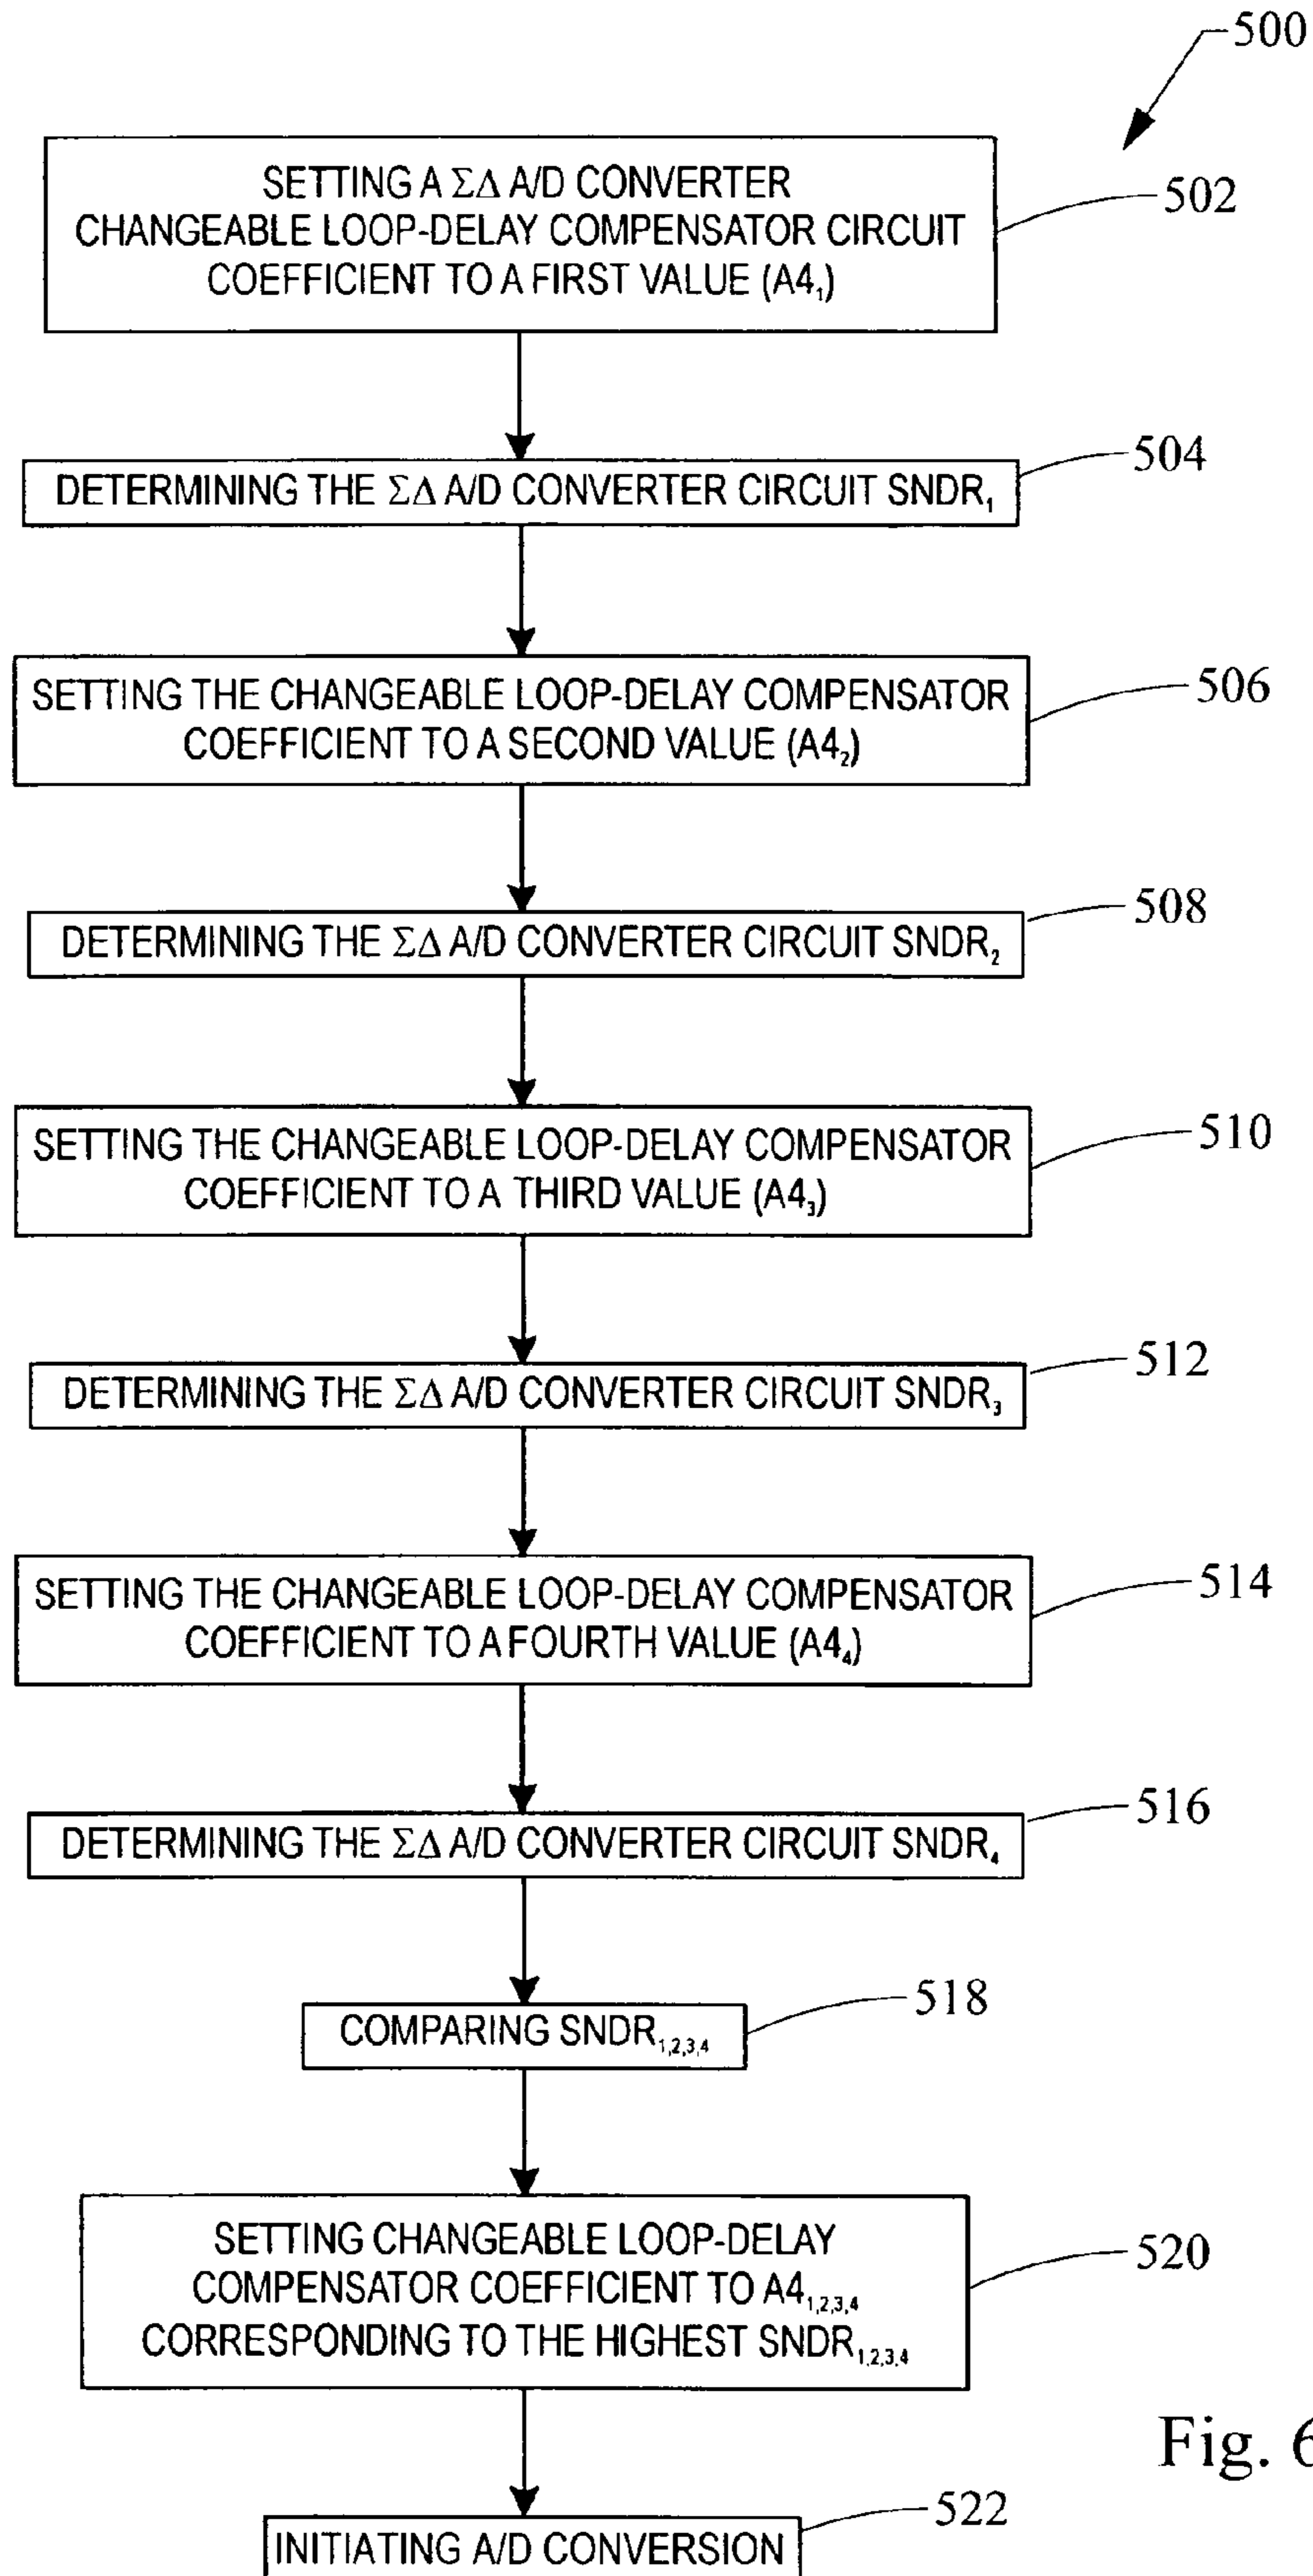 500
SETTING A ΣΔ A/D CONVERTER
CHANGEABLE LOOP-DELAY COMPENSATOR CIRCUIT
COEFFICIENT TO A FIRST VALUE (A4₁)
502
DETERMINING THE ΣΔ A/D CONVERTER CIRCUIT SNDR₁
504
SETTING THE CHANGEABLE LOOP-DELAY COMPENSATOR
COEFFICIENT TO A SECOND VALUE (A4₂)
506
DETERMINING THE ΣΔ A/D CONVERTER CIRCUIT SNDR₂
508
SETTING THE CHANGEABLE LOOP-DELAY COMPENSATOR
COEFFICIENT TO A THIRD VALUE (A4₃)
510
DETERMINING THE ΣΔ A/D CONVERTER CIRCUIT SNDR₃
512
SETTING THE CHANGEABLE LOOP-DELAY COMPENSATOR
COEFFICIENT TO A FOURTH VALUE (A4₄)
514
DETERMINING THE ΣΔ A/D CONVERTER CIRCUIT SNDR₄
516
COMPARING SNDR₁,₂,₃,₄
518
SETTING CHANGEABLE LOOP-DELAY
COMPENSATOR COEFFICIENT TO A4₁,₂,₃,₄
CORRESPONDING TO THE HIGHEST SNDR₁,₂,₃,₄
520
Fig. 6
INITIATING A/D CONVERSION
522